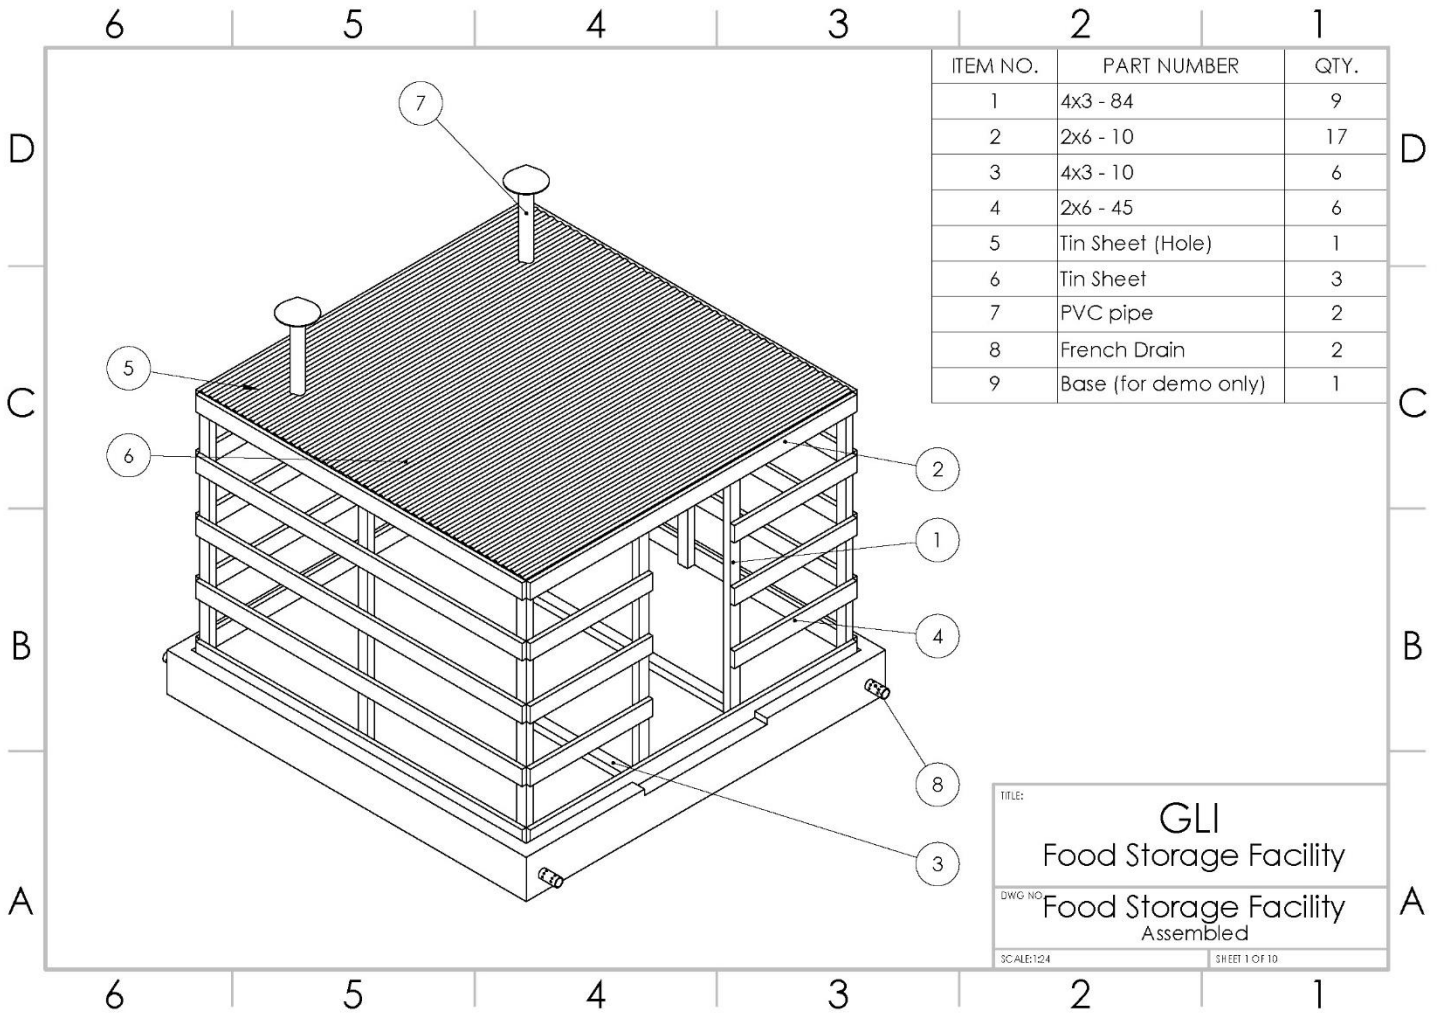 6 5 4 3 2 1
ITEM NO. PART NUMBER QTY.
1 4x3 - 84 9
2 2x6 - 10 17
3 4x3 - 10 6
4 2x6 - 45 6
5 Tin Sheet (Hole) 1
6 Tin Sheet 3
7 PVC pipe 2
8 French Drain 2
9 Base (for demo only) 1
7
D D
5
C C
6
2
1
4
B B
8
3
TITLE:
GLI
Food Storage Facility
DWG NO.
Food Storage Facility
Assembled
A A
SCALE:1:24 SHEET 1 OF 10
6 5 4 3 2 1